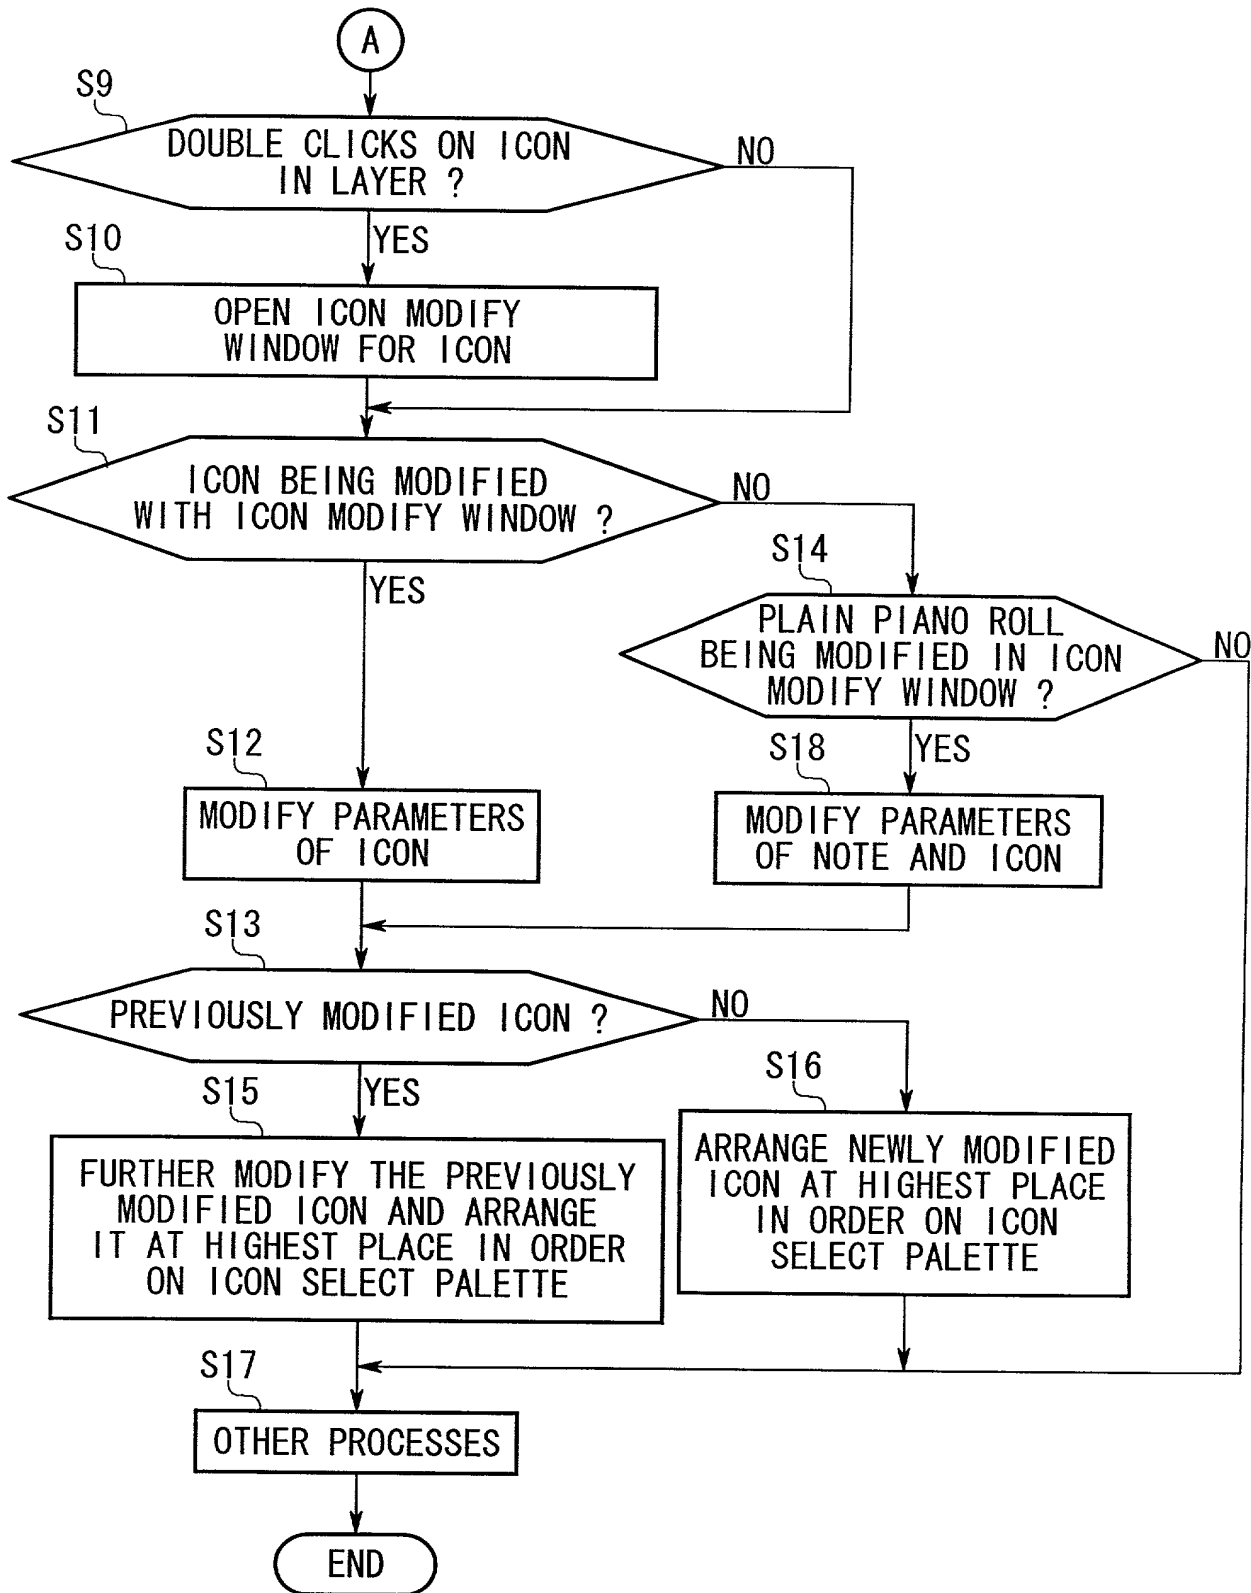 A
S9
DOUBLE CLICKS ON ICON
IN LAYER ?
NO
YES
S10
OPEN ICON MODIFY
WINDOW FOR ICON
S11
ICON BEING MODIFIED
WITH ICON MODIFY WINDOW ?
NO
YES
S14
PLAIN PIANO ROLL
BEING MODIFIED IN ICON
MODIFY WINDOW ?
NO
YES
S12
MODIFY PARAMETERS
OF ICON
S18
MODIFY PARAMETERS
OF NOTE AND ICON
S13
PREVIOUSLY MODIFIED ICON ?
NO
YES
S15
FURTHER MODIFY THE PREVIOUSLY
MODIFIED ICON AND ARRANGE
IT AT HIGHEST PLACE IN ORDER
ON ICON SELECT PALETTE
S16
ARRANGE NEWLY MODIFIED
ICON AT HIGHEST PLACE
IN ORDER ON ICON
SELECT PALETTE
S17
OTHER PROCESSES
END